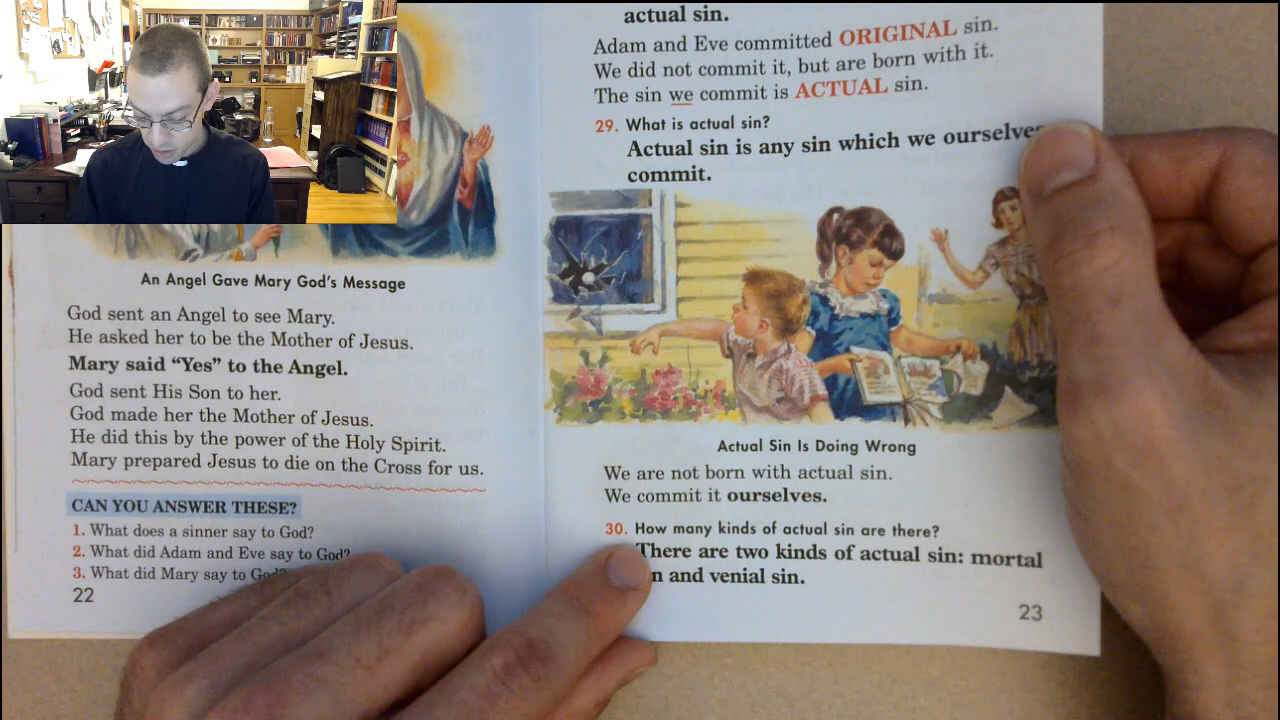 An Angel Gave Mary God's Message
God sent an Angel to see Mary.
He asked her to be the Mother of Jesus.
Mary said "Yes" to the Angel.
God sent His Son to her.
God made her the Mother of Jesus.
He did this by the power of the Holy Spirit.
Mary prepared Jesus to die on the Cross for us.
CAN YOU ANSWER THESE?
1. What does a sinner say to God?
2. What did Adam and Eve say to God?
3. What did Mary say to God?
22
actual sin.
Adam and Eve committed ORIGINAL sin.
We did not commit it, but are born with it.
The sin we commit is ACTUAL sin.
29. What is actual sin?
Actual sin is any sin which we ourselves
commit.
Actual Sin Is Doing Wrong
We are not born with actual sin.
We commit it ourselves.
30. How many kinds of actual sin are there?
There are two kinds of actual sin: mortal
n and venial sin.
23